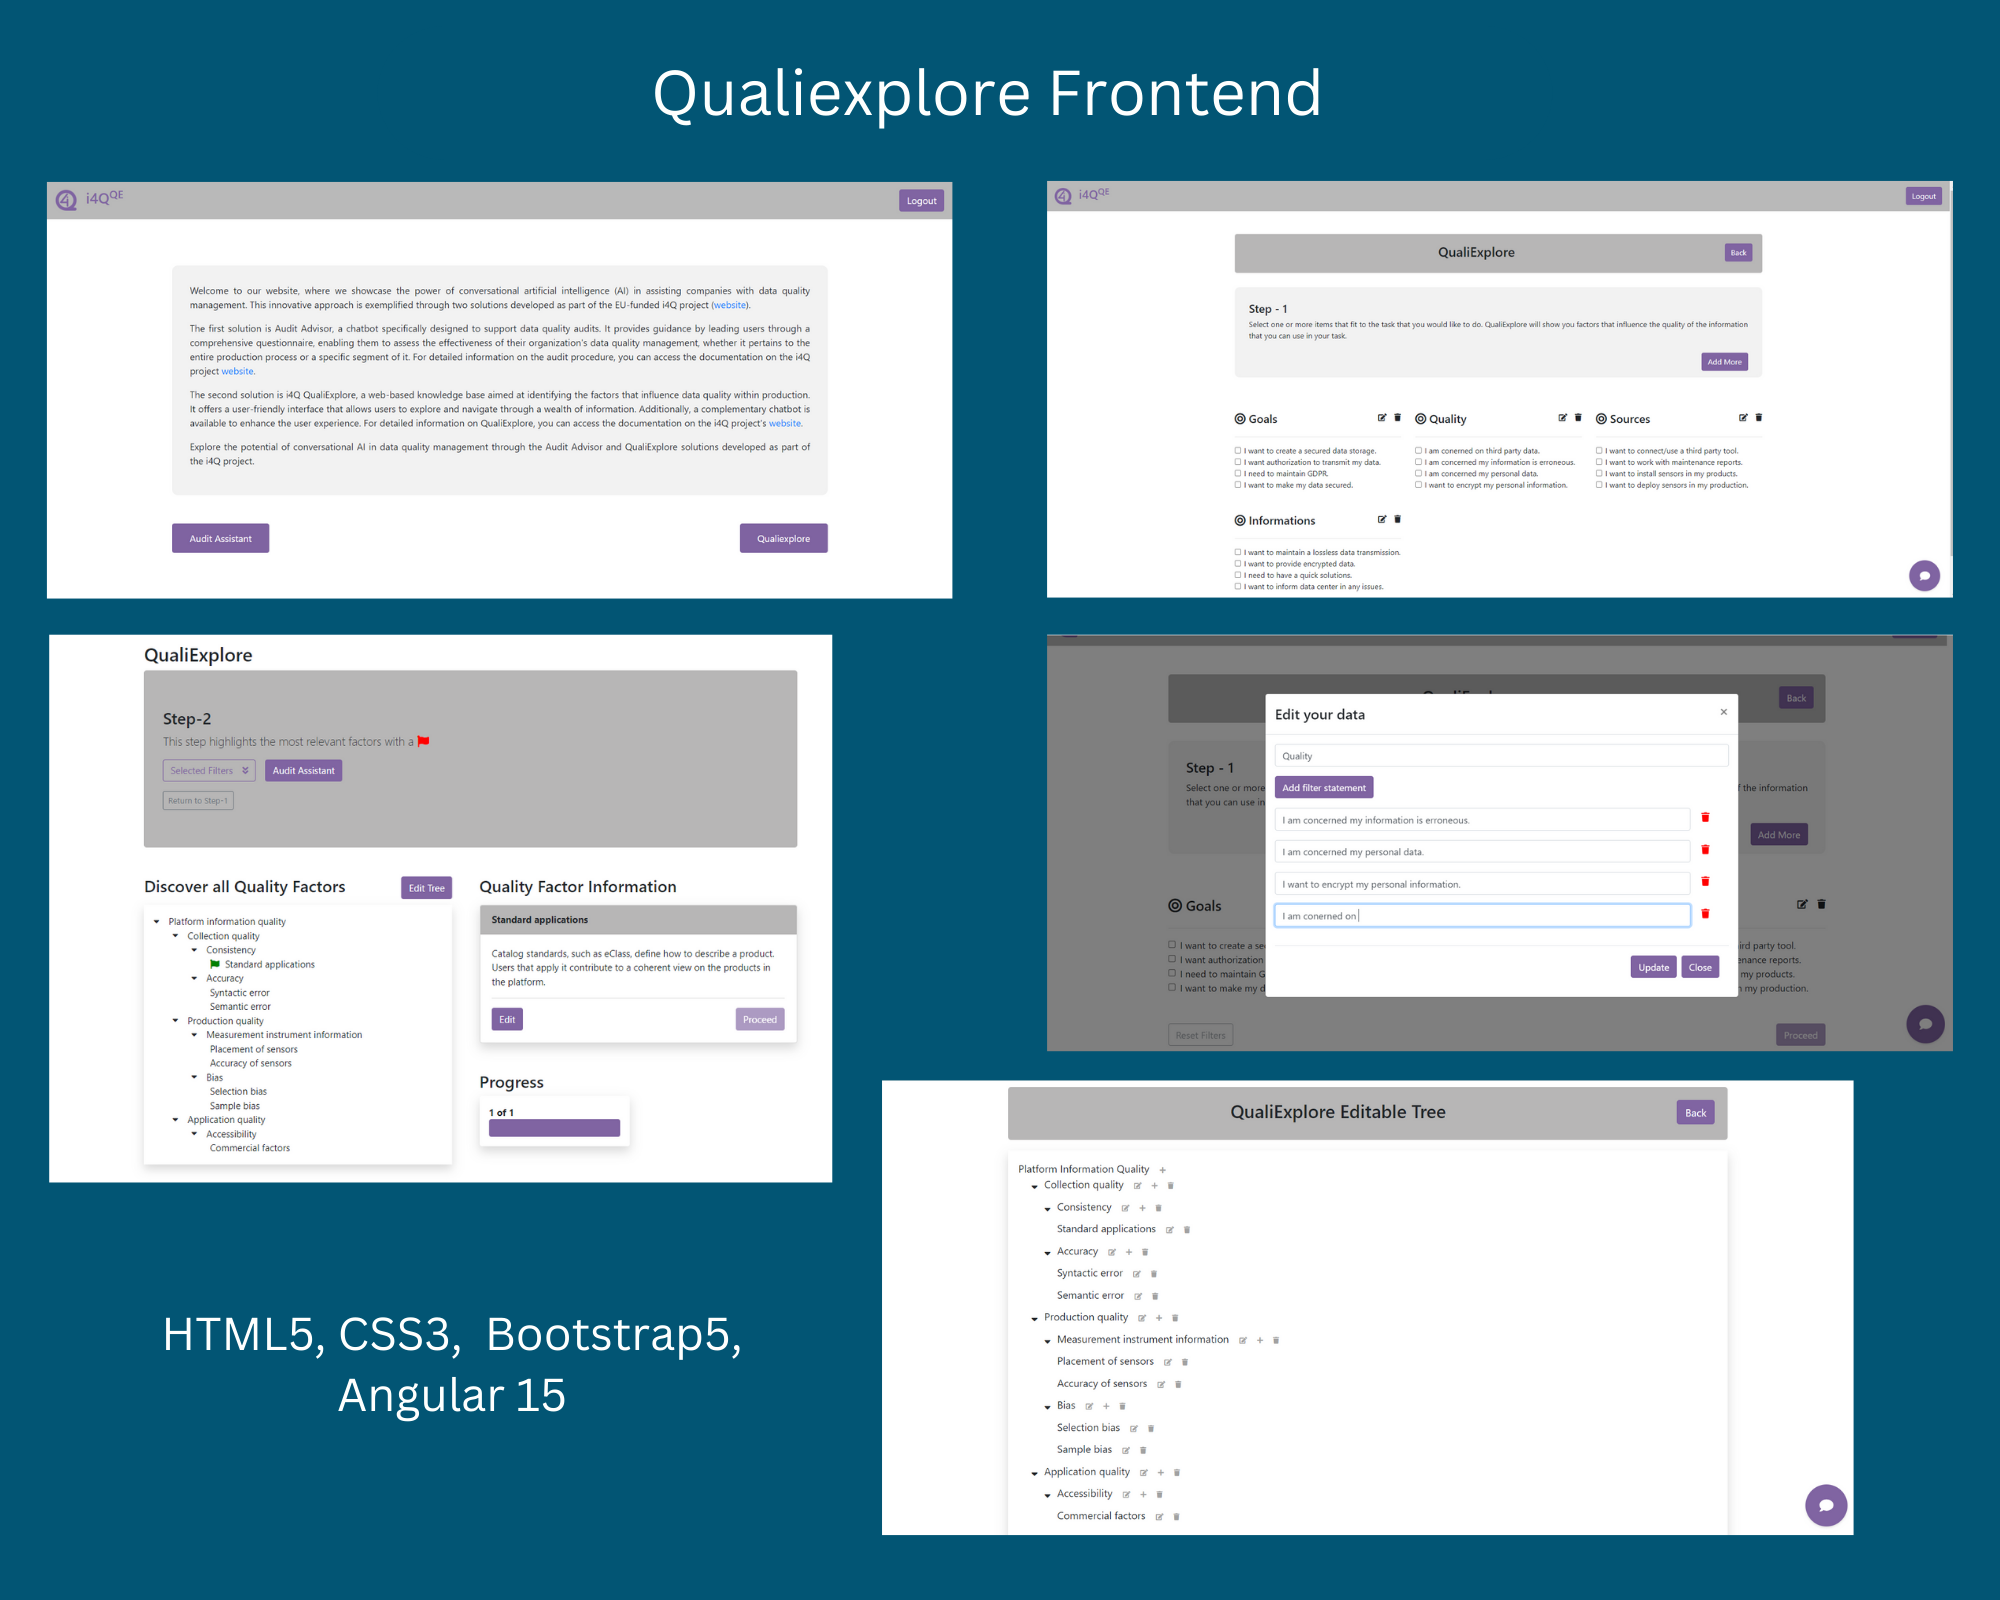 Qualiexplore Frontend
i4QQE
Logout
Welcome to our website, where we showcase the power of conversational artificial intelligence (AI) in assisting companies with data quality
management. This innovative approach is exemplified through two solutions developed as part of the EU-funded i4Q project (website).
The first solution is Audit Advisor, a chatbot specifically designed to support data quality audits. It provides guidance by leading users through a
comprehensive questionnaire, enabling them to assess the effectiveness of their organization's data quality management, whether it pertains to the
entire production process or a specific segment of it. For detailed information on the audit procedure, you can access the documentation on the i4Q
project website.
The second solution is i4Q QualiExplore, a web-based knowledge base aimed at identifying the factors that influence data quality within production.
It offers a user-friendly interface that allows users to explore and navigate through a wealth of information. Additionally, a complementary chatbot is
available to enhance the user experience. For detailed information on QualiExplore, you can access the documentation on the i4Q project's website.
Explore the potential of conversational AI in data quality management through the Audit Advisor and QualiExplore solutions developed as part of
the i4Q project.
Audit Assistant
Qualiexplore
i4QQE
Logout
QualiExplore
Back
Step - 1
Select one or more items that fit to the task that you would like to do. QualiExplore will show you factors that influence the quality of the information
that you can use in your task.
Add More
Goals
I want to create a secured data storage.
I want authorization to transmit my data.
I need to maintain GDPR.
I want to make my data secured.
Quality
I am conerned on third party data.
I am concerned my information is erroneous.
I am concerned my personal data.
I want to encrypt my personal information.
Sources
I want to connect/use a third party tool.
I want to work with maintenance reports.
I want to install sensors in my products.
I want to deploy sensors in my production.
Informations
I want to maintain a lossless data transmission.
I want to provide encrypted data.
I need to have a quick solutions.
I want to inform data center in any issues.
QualiExplore
Step-2
This step highlights the most relevant factors with a
Selected Filters
Audit Assistant
Return to Step-1
Discover all Quality Factors
Edit Tree
Platform information quality
Collection quality
Consistency
Standard applications
Accuracy
Syntactic error
Semantic error
Production quality
Measurement instrument information
Placement of sensors
Accuracy of sensors
Bias
Selection bias
Sample bias
Application quality
Accessibility
Commercial factors
Quality Factor Information
Standard applications
Catalog standards, such as eClass, define how to describe a product.
Users that apply it contribute to a coherent view on the products in
the platform.
Edit
Proceed
Progress
1 of 1
Back
Step - 1
Select one or more
f the information
that you can use in
Add More
Goals
I want to create a se
I want authorization
I need to maintain G
I want to make my d
ird party tool.
enance reports.
my products.
n my production.
Reset Filters
Proceed
Edit your data
×
Quality
Add filter statement
I am concerned my information is erroneous.
I am concerned my personal data.
I want to encrypt my personal information.
I am conerned on
Update
Close
QualiExplore Editable Tree
Back
Platform Information Quality
Collection quality
Consistency
Standard applications
Accuracy
Syntactic error
Semantic error
Production quality
Measurement instrument information
Placement of sensors
Accuracy of sensors
Bias
Selection bias
Sample bias
Application quality
Accessibility
Commercial factors
HTML5, CSS3, Bootstrap5,
Angular 15